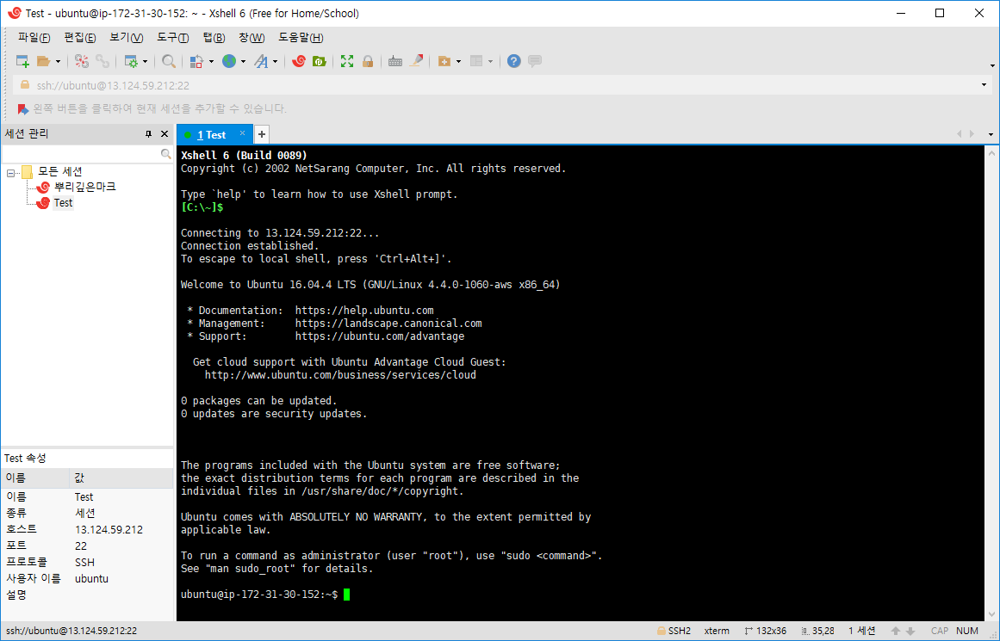 Test - ubuntu@ip-172-31-30-152: ~ - Xshell 6 (Free for Home/School)
파일(F) 편집(E) 보기(V) 도구(T) 탭(B) 창(W) 도움말(H)
ssh://ubuntu@13.124.59.212:22
왼쪽 버튼을 클릭하여 현재 세션을 추가할 수 있습니다.
세션 관리
1 Test
모든 세션
뿌리깊은마크
Test
Xshell 6 (Build 0089)
Copyright (c) 2002 NetSarang Computer, Inc. All rights reserved.
Type `help' to learn how to use Xshell prompt.
[C:\~]$
Connecting to 13.124.59.212:22...
Connection established.
To escape to local shell, press 'Ctrl+Alt+]'.
Welcome to Ubuntu 16.04.4 LTS (GNU/Linux 4.4.0-1060-aws x86_64)
* Documentation:  https://help.ubuntu.com
* Management:     https://landscape.canonical.com
* Support:        https://ubuntu.com/advantage
Get cloud support with Ubuntu Advantage Cloud Guest:
http://www.ubuntu.com/business/services/cloud
0 packages can be updated.
0 updates are security updates.
The programs included with the Ubuntu system are free software;
the exact distribution terms for each program are described in the
individual files in /usr/share/doc/*/copyright.
Ubuntu comes with ABSOLUTELY NO WARRANTY, to the extent permitted by
applicable law.
To run a command as administrator (user "root"), use "sudo <command>".
See "man sudo_root" for details.
ubuntu@ip-172-31-30-152:~$
Test 속성
이름 값
이름 Test
종류 세션
호스트 13.124.59.212
포트 22
프로토콜 SSH
사용자 이름 ubuntu
설명
ssh://ubuntu@13.124.59.212:22 SSH2 xterm 132x36 35,28 1 세션 CAP NUM